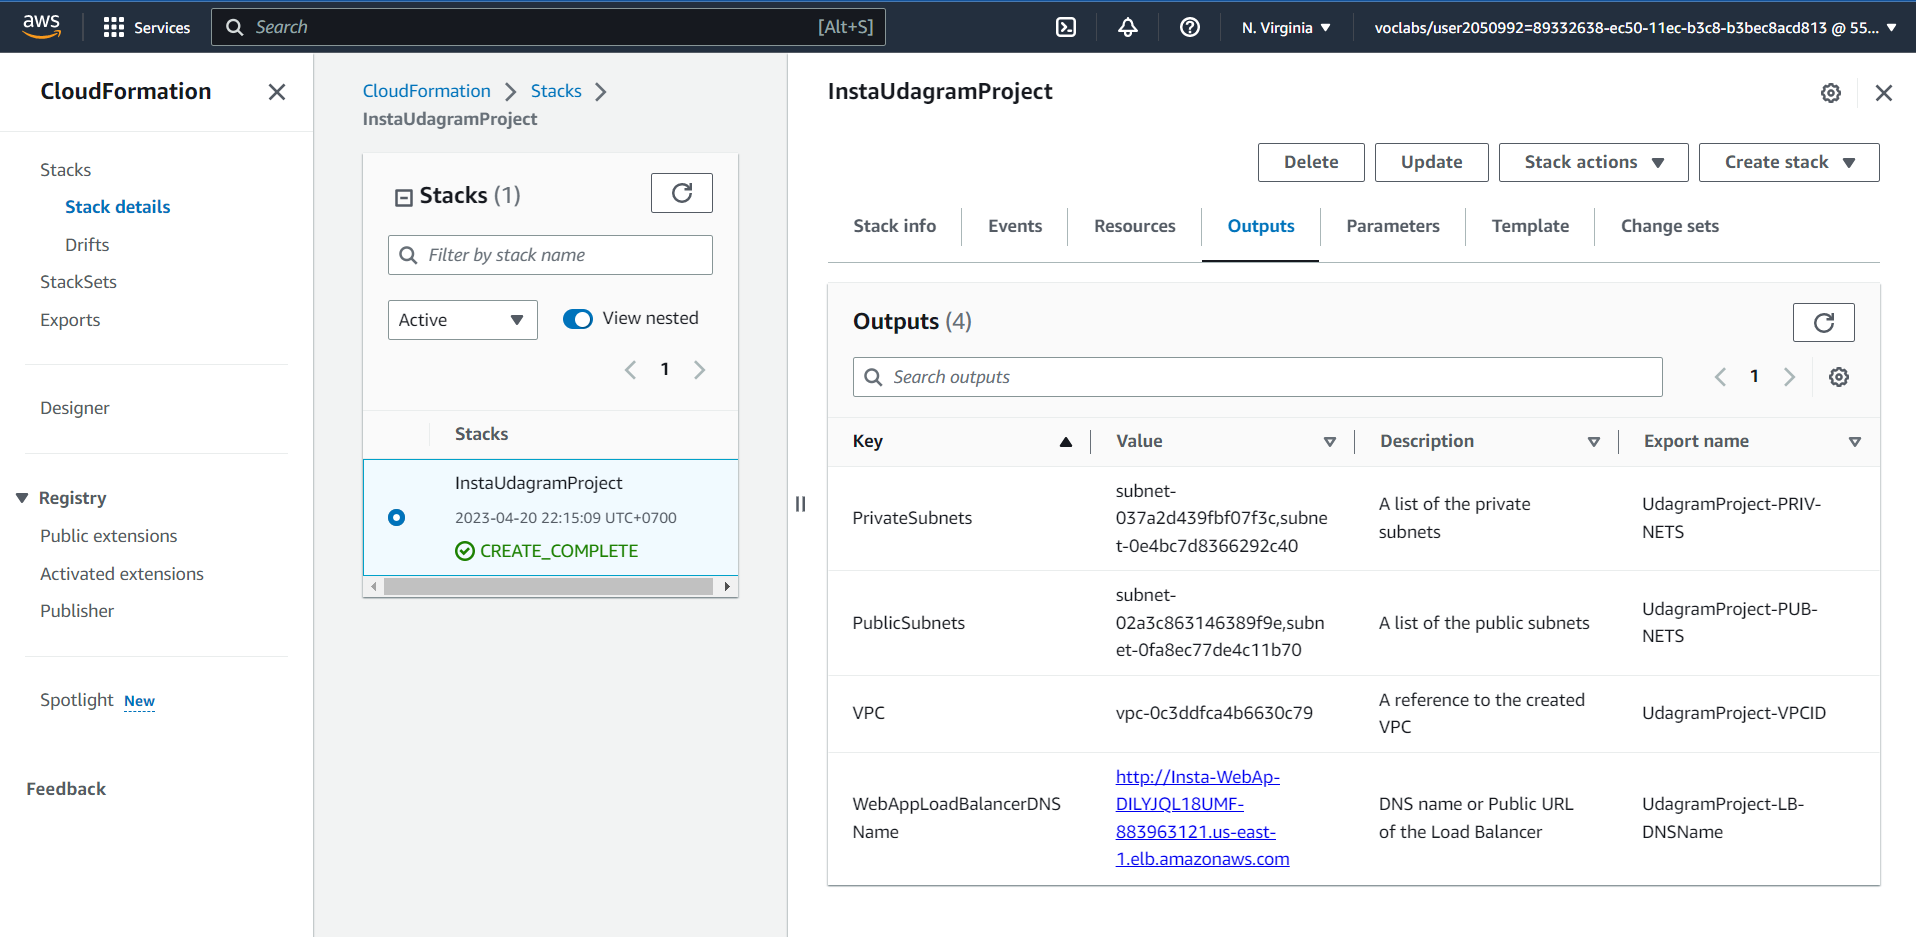 aws
Services
Search
[Alt+S]
N. Virginia
voclabs/user2050992=89332638-ec50-11ec-b3c8-b3bec8acd813 @ 55...
CloudFormation
Stacks
Stack details
Drifts
StackSets
Exports
Designer
Registry
Public extensions
Activated extensions
Publisher
Spotlight New
Feedback
CloudFormation
Stacks
InstaUdagramProject
Stacks (1)
Filter by stack name
Active
View nested
1
Stacks
InstaUdagramProject
2023-04-20 22:15:09 UTC+0700
CREATE_COMPLETE
InstaUdagramProject
Delete
Update
Stack actions
Create stack
Stack info
Events
Resources
Outputs
Parameters
Template
Change sets
Outputs (4)
Search outputs
1
Key
Value
Description
Export name
PrivateSubnets
subnet-
037a2d439fbf07f3c,subne
t-0e4bc7d8366292c40
A list of the private
subnets
UdagramProject-PRIV-
NETS
PublicSubnets
subnet-
02a3c863146389f9e,subn
et-0fa8ec77de4c11b70
A list of the public subnets
UdagramProject-PUB-
NETS
VPC
vpc-0c3ddfca4b6630c79
A reference to the created
VPC
UdagramProject-VPCID
WebAppLoadBalancerDNS
Name
http://Insta-WebAp-
DILYJQL18UMF-
883963121.us-east-
1.elb.amazonaws.com
DNS name or Public URL
of the Load Balancer
UdagramProject-LB-
DNSName